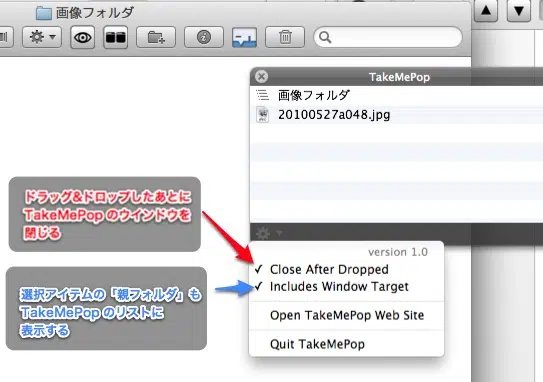 画像フォルダ
TakeMePop
画像フォルダ
20100527a048.jpg
ドラッグ&ドロップしたあとに
TakeMePop のウインドウを
閉じる
version 1.0
✓ Close After Dropped
✓ Includes Window Target
選択アイテムの「親フォルダ」も
TakeMePop のリストに
表示する
Open TakeMePop Web Site
Quit TakeMePop